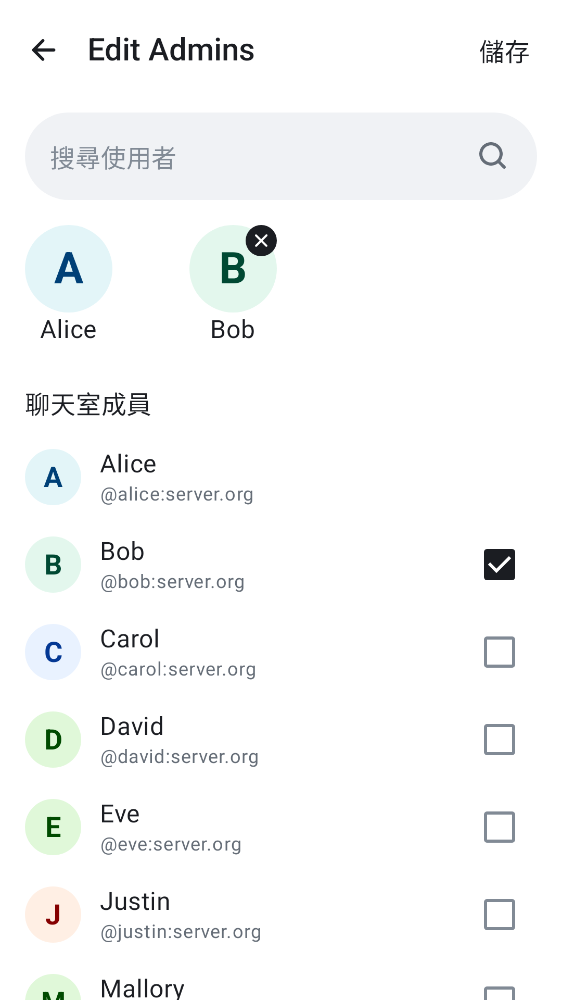 Edit Admins
儲存
搜尋使用者
A
B
Alice
Bob
聊天室成員
A
Alice
@alice:server.org
B
Bob
@bob:server.org
C
Carol
@carol:server.org
D
David
@david:server.org
E
Eve
@eve:server.org
J
Justin
@justin:server.org
M
Mallory